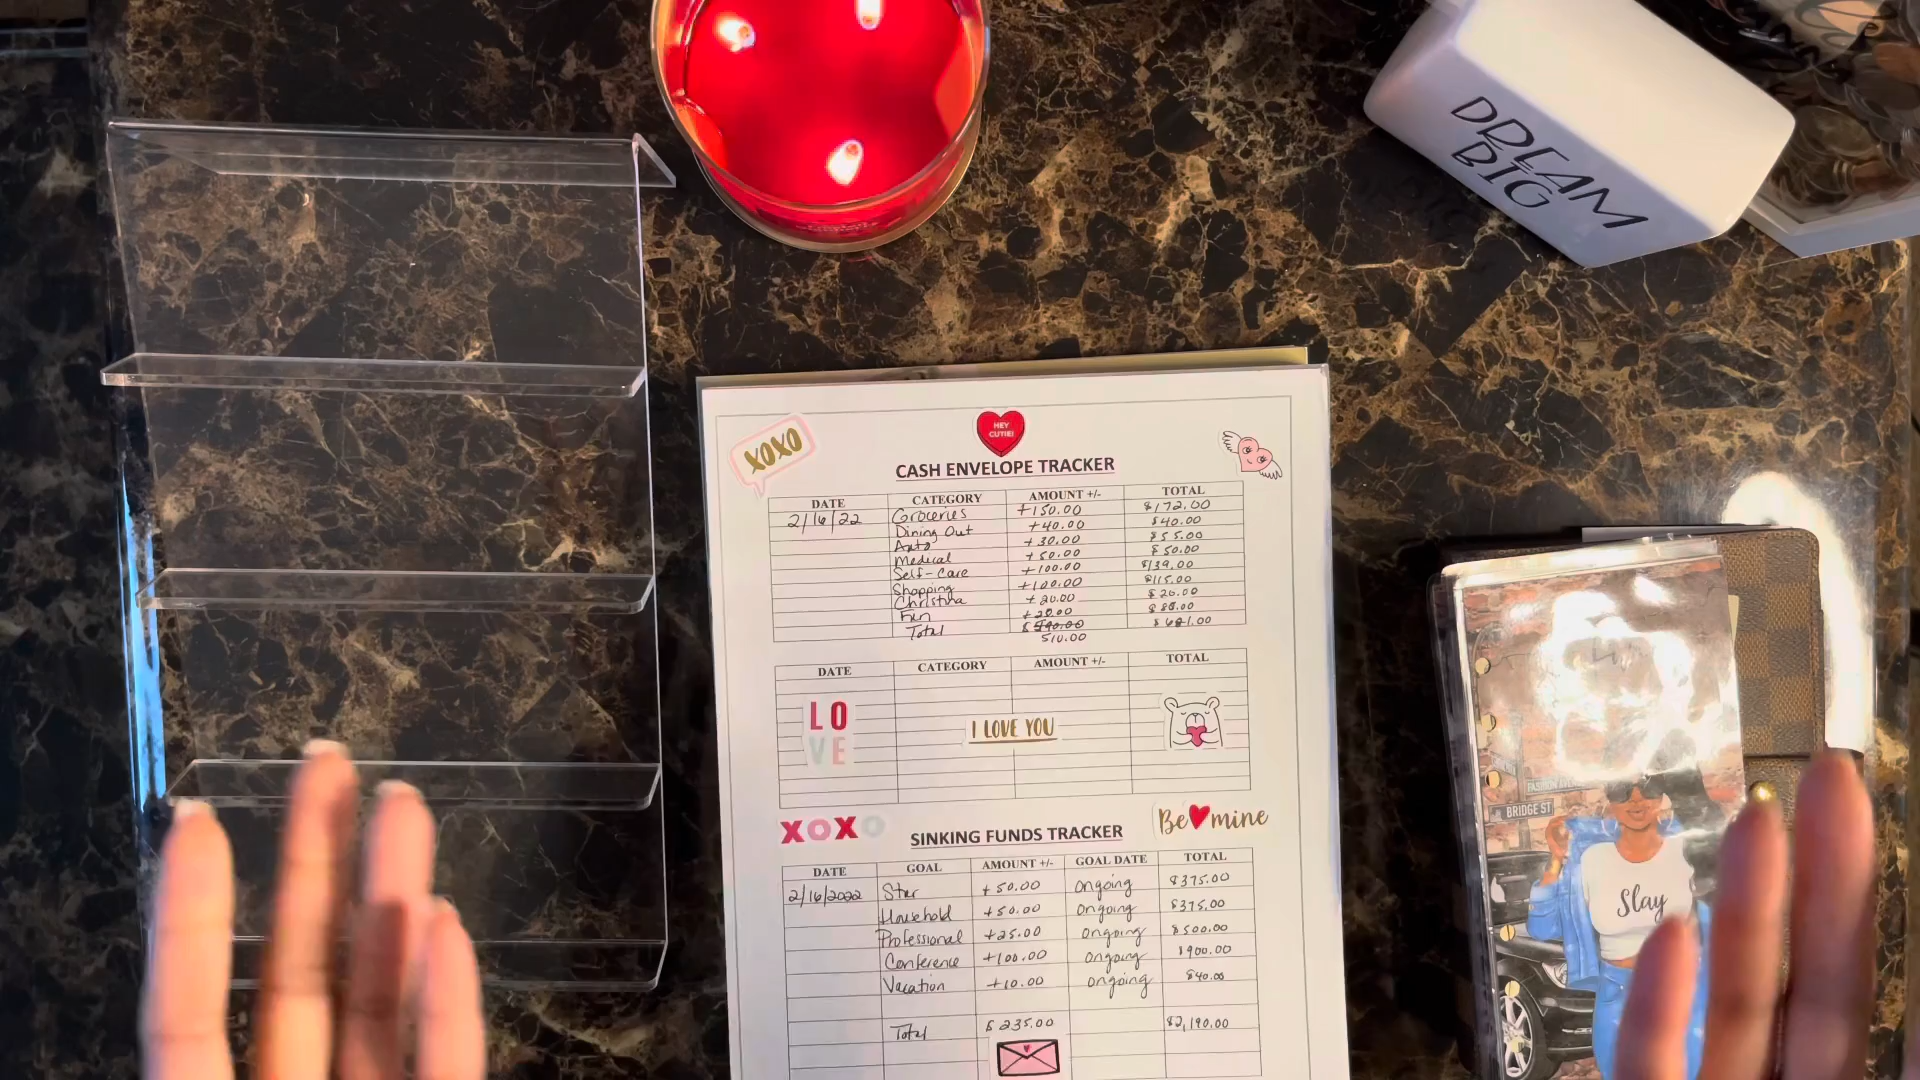 DREAM
BIG
XOXO
HEY
CUTIE!
CASH ENVELOPE TRACKER
DATE CATEGORY AMOUNT +/- TOTAL
2/16/22 Groceries +150.00 $172.00
Dining Out +40.00 $40.00
Auto +30.00 $55.00
Medical +50.00 $50.00
Self-Care +100.00 $139.00
Shopping +100.00 $115.00
Christina +20.00 $20.00
Fun +20.00
Total
510.00
DATE CATEGORY AMOUNT +/- TOTAL
LO
VE
I LOVE YOU
XOXO
Be mine
SINKING FUNDS TRACKER
DATE GOAL AMOUNT +/- GOAL DATE TOTAL
2/16/2022 Star +50.00 ongoing $375.00
Household +50.00 ongoing $375.00
Professional +25.00 ongoing $500.00
Conference +100.00 ongoing $900.00
Vacation +10.00 ongoing $40.00
Total $235.00 $2,190.00
FASHION
BRIDGE ST
Slay